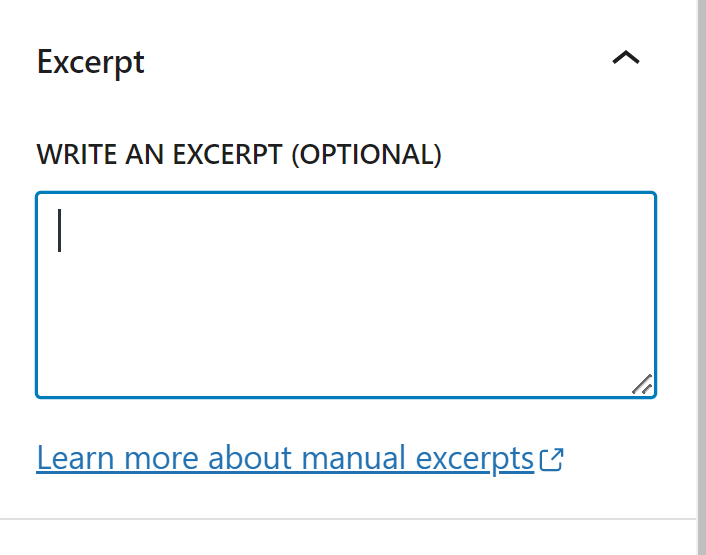 Excerpt
WRITE AN EXCERPT (OPTIONAL)
Learn more about manual excerpts